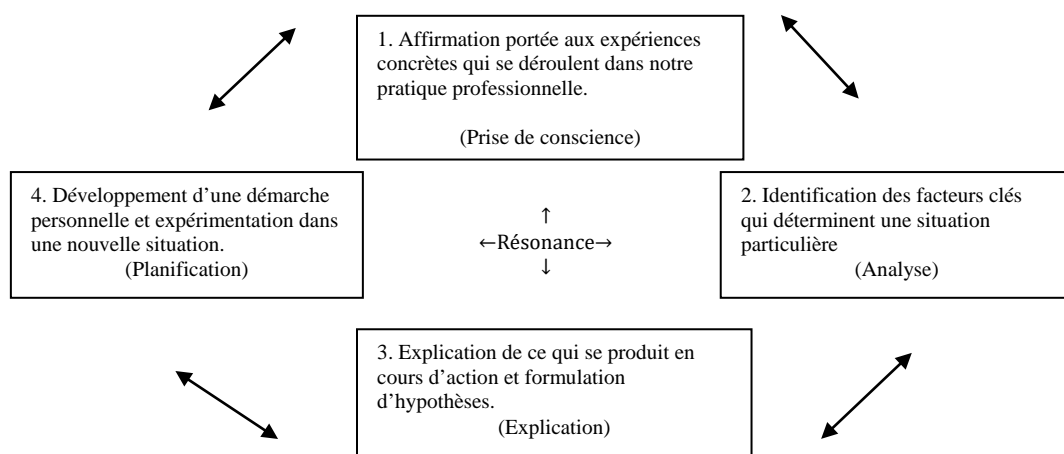 1. Affirmation portée aux expériences
concrètes qui se déroulent dans notre
pratique professionnelle.
(Prise de conscience)
4. Développement d’une démarche
personnelle et expérimentation dans
une nouvelle situation.
(Planification)
↑
←Résonance→
↓
2. Identification des facteurs clés
qui déterminent une situation
particulière
(Analyse)
3. Explication de ce qui se produit en
cours d’action et formulation
d’hypothèses.
(Explication)